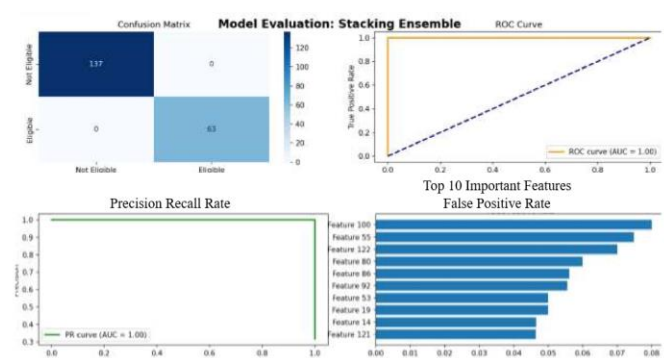 Model Evaluation: Stacking Ensemble
Confusion Matrix
Not Eligible
Eligible
137
0
0
63
Not Eligible
Eligible
120
100
80
60
40
20
0
ROC Curve
True Positive Rate
1.0
0.8
0.6
0.4
0.2
0.0
ROC curve (AUC = 1.00)
0.0 0.2 0.4 0.6 0.8 1.0
Precision Recall Rate
1.0
0.9
0.8
0.7
0.6
0.5
0.4
0.3
PR curve (AUC = 1.00)
0.0 0.2 0.4 0.6 0.8 1.0
Top 10 Important Features
False Positive Rate
Feature 100
Feature 55
Feature 122
Feature 80
Feature 86
Feature 92
Feature 53
Feature 19
Feature 14
Feature 121
0.00 0.01 0.02 0.03 0.04 0.05 0.06 0.07 0.08